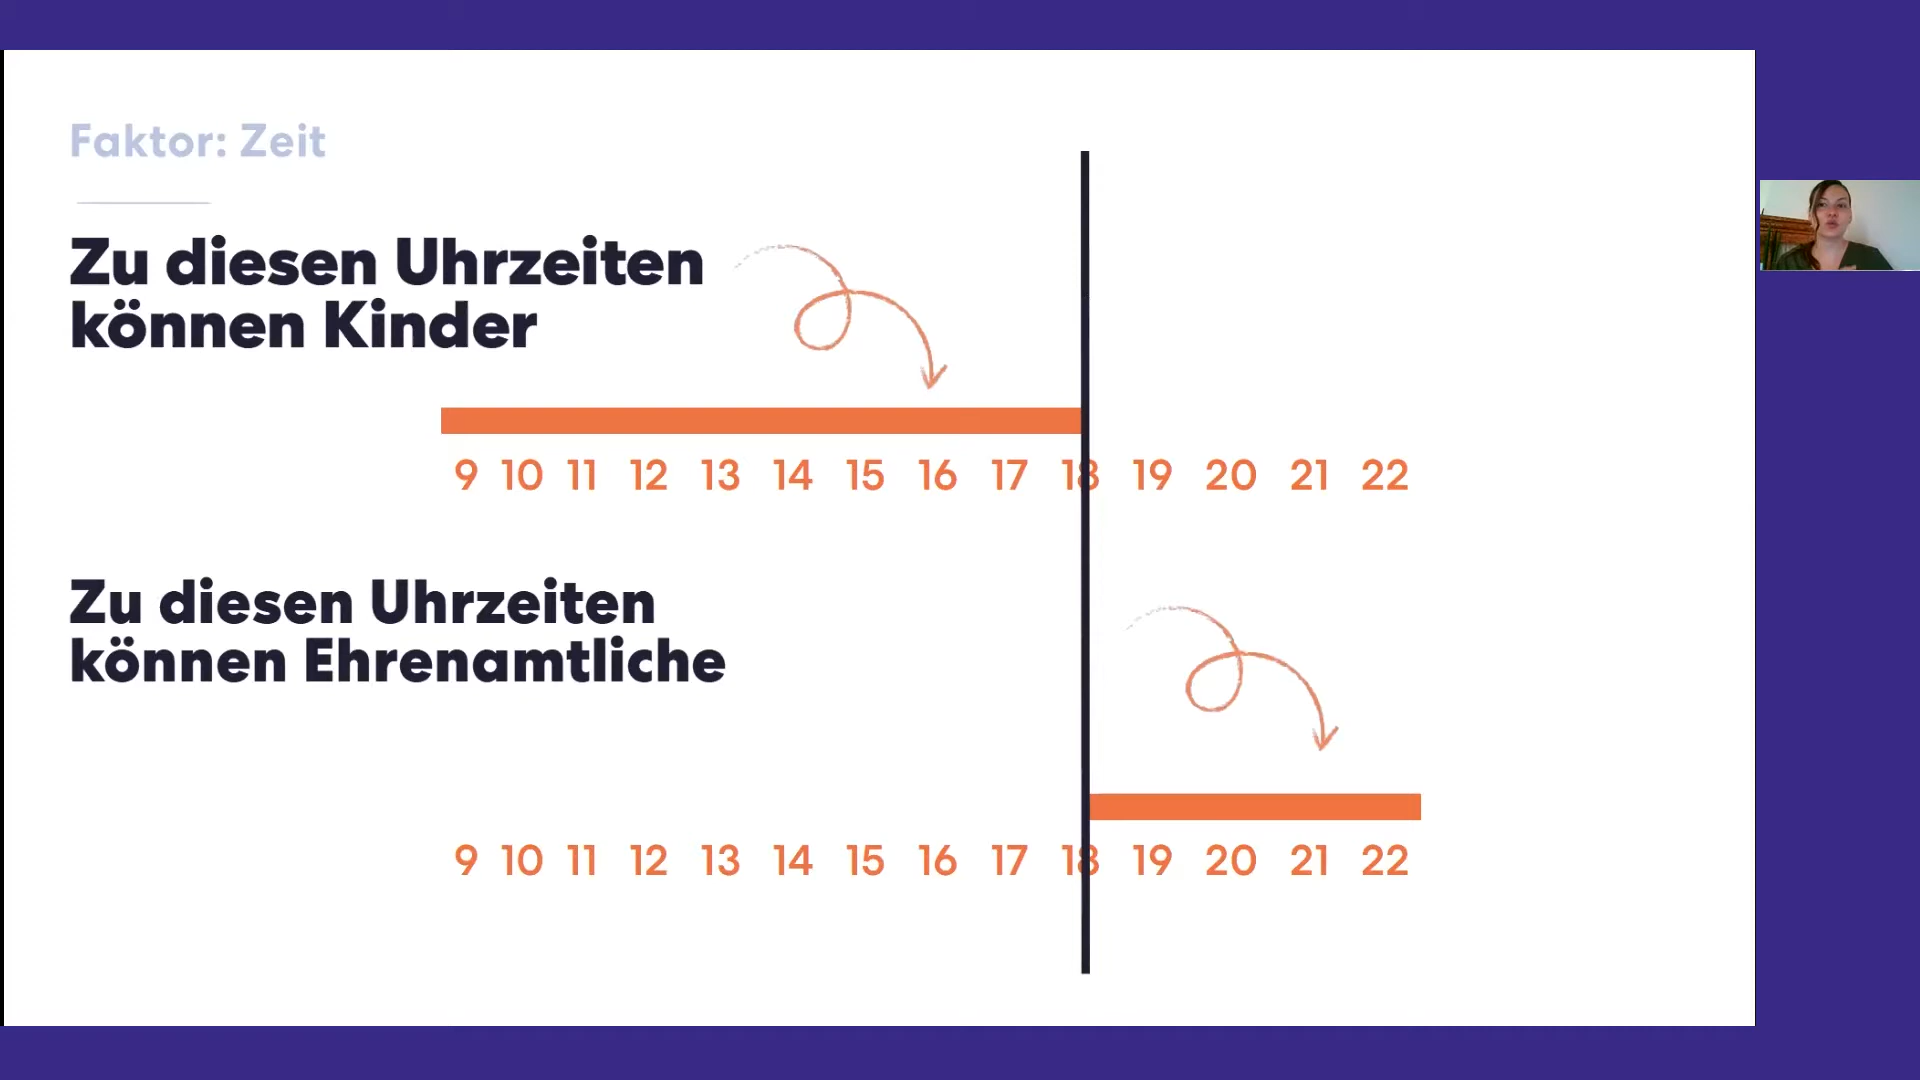 Faktor: Zeit
Zu diesen Uhrzeiten
können Kinder
9 10 11 12 13 14 15 16 17 18 19 20 21 22
Zu diesen Uhrzeiten
können Ehrenamtliche
9 10 11 12 13 14 15 16 17 18 19 20 21 22